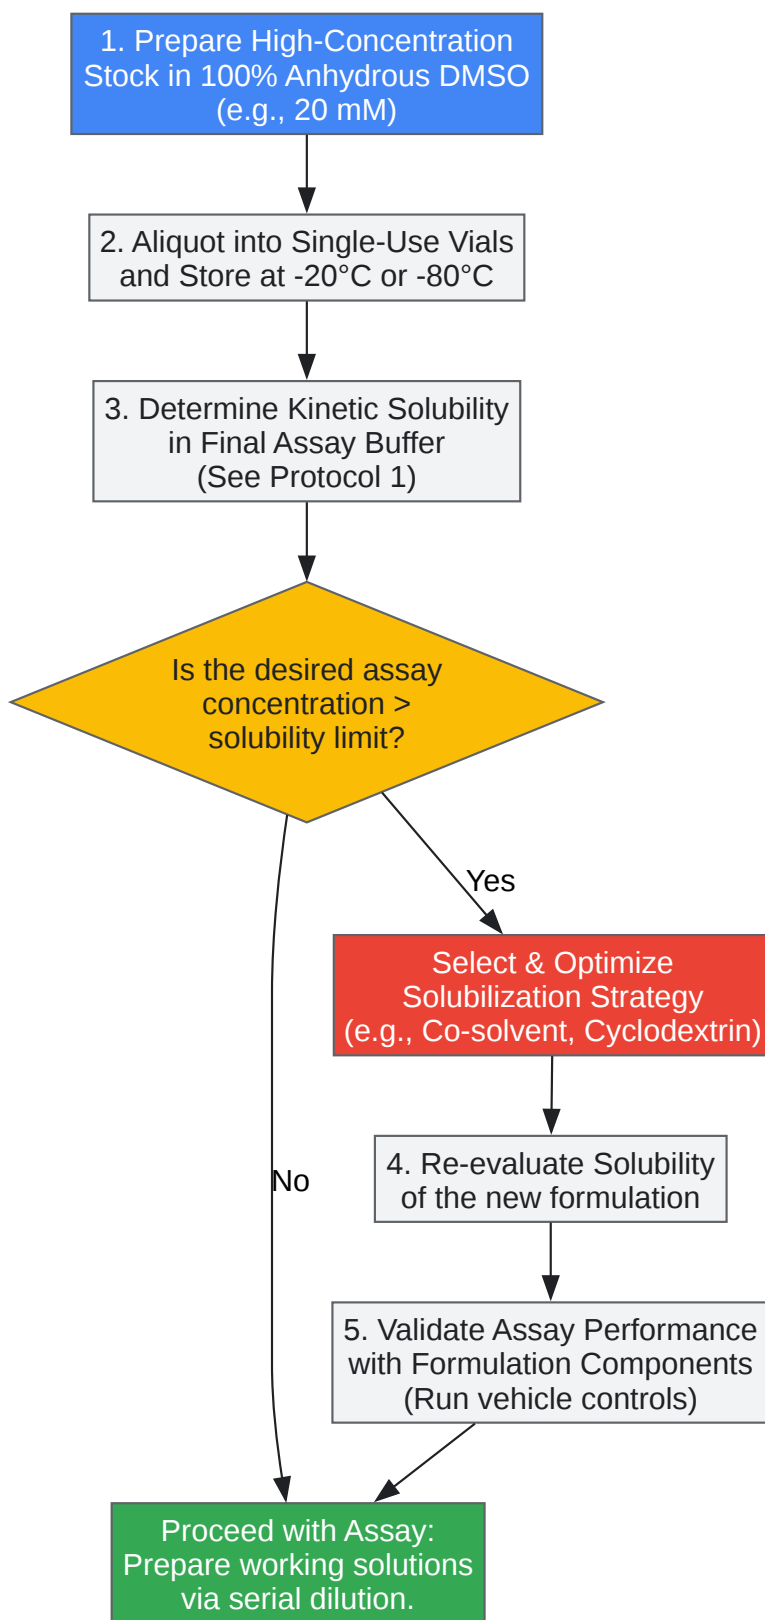 1. Prepare High-Concentration
Stock in 100% Anhydrous DMSO
(e.g., 20 mM)
2. Aliquot into Single-Use Vials
and Store at -20°C or -80°C
3. Determine Kinetic Solubility
in Final Assay Buffer
(See Protocol 1)
Is the desired assay
concentration >
solubility limit?
Yes
Select & Optimize
Solubilization Strategy
(e.g., Co-solvent, Cyclodextrin)
4. Re-evaluate Solubility
of the new formulation
No
5. Validate Assay Performance
with Formulation Components
(Run vehicle controls)
Proceed with Assay:
Prepare working solutions
via serial dilution.